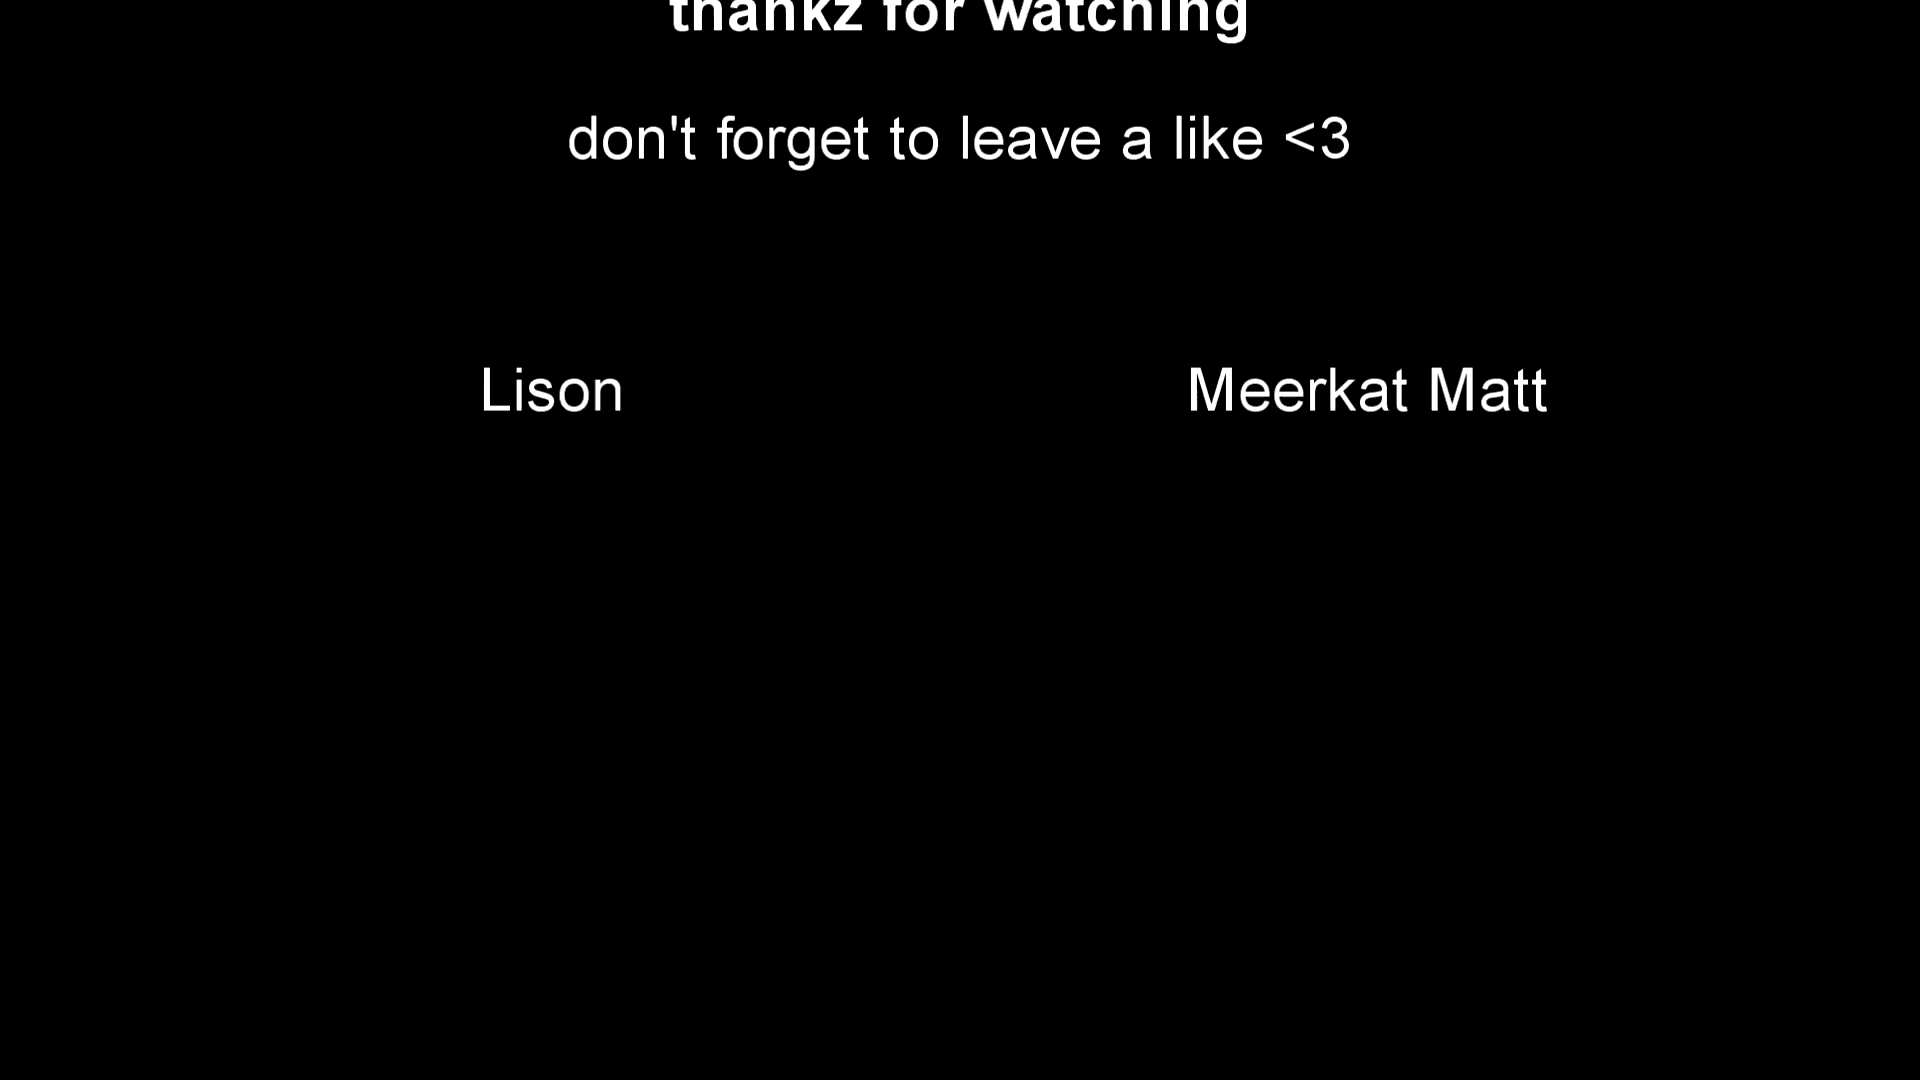 thankz for watching
don't forget to leave a like <3
Lison Meerkat Matt